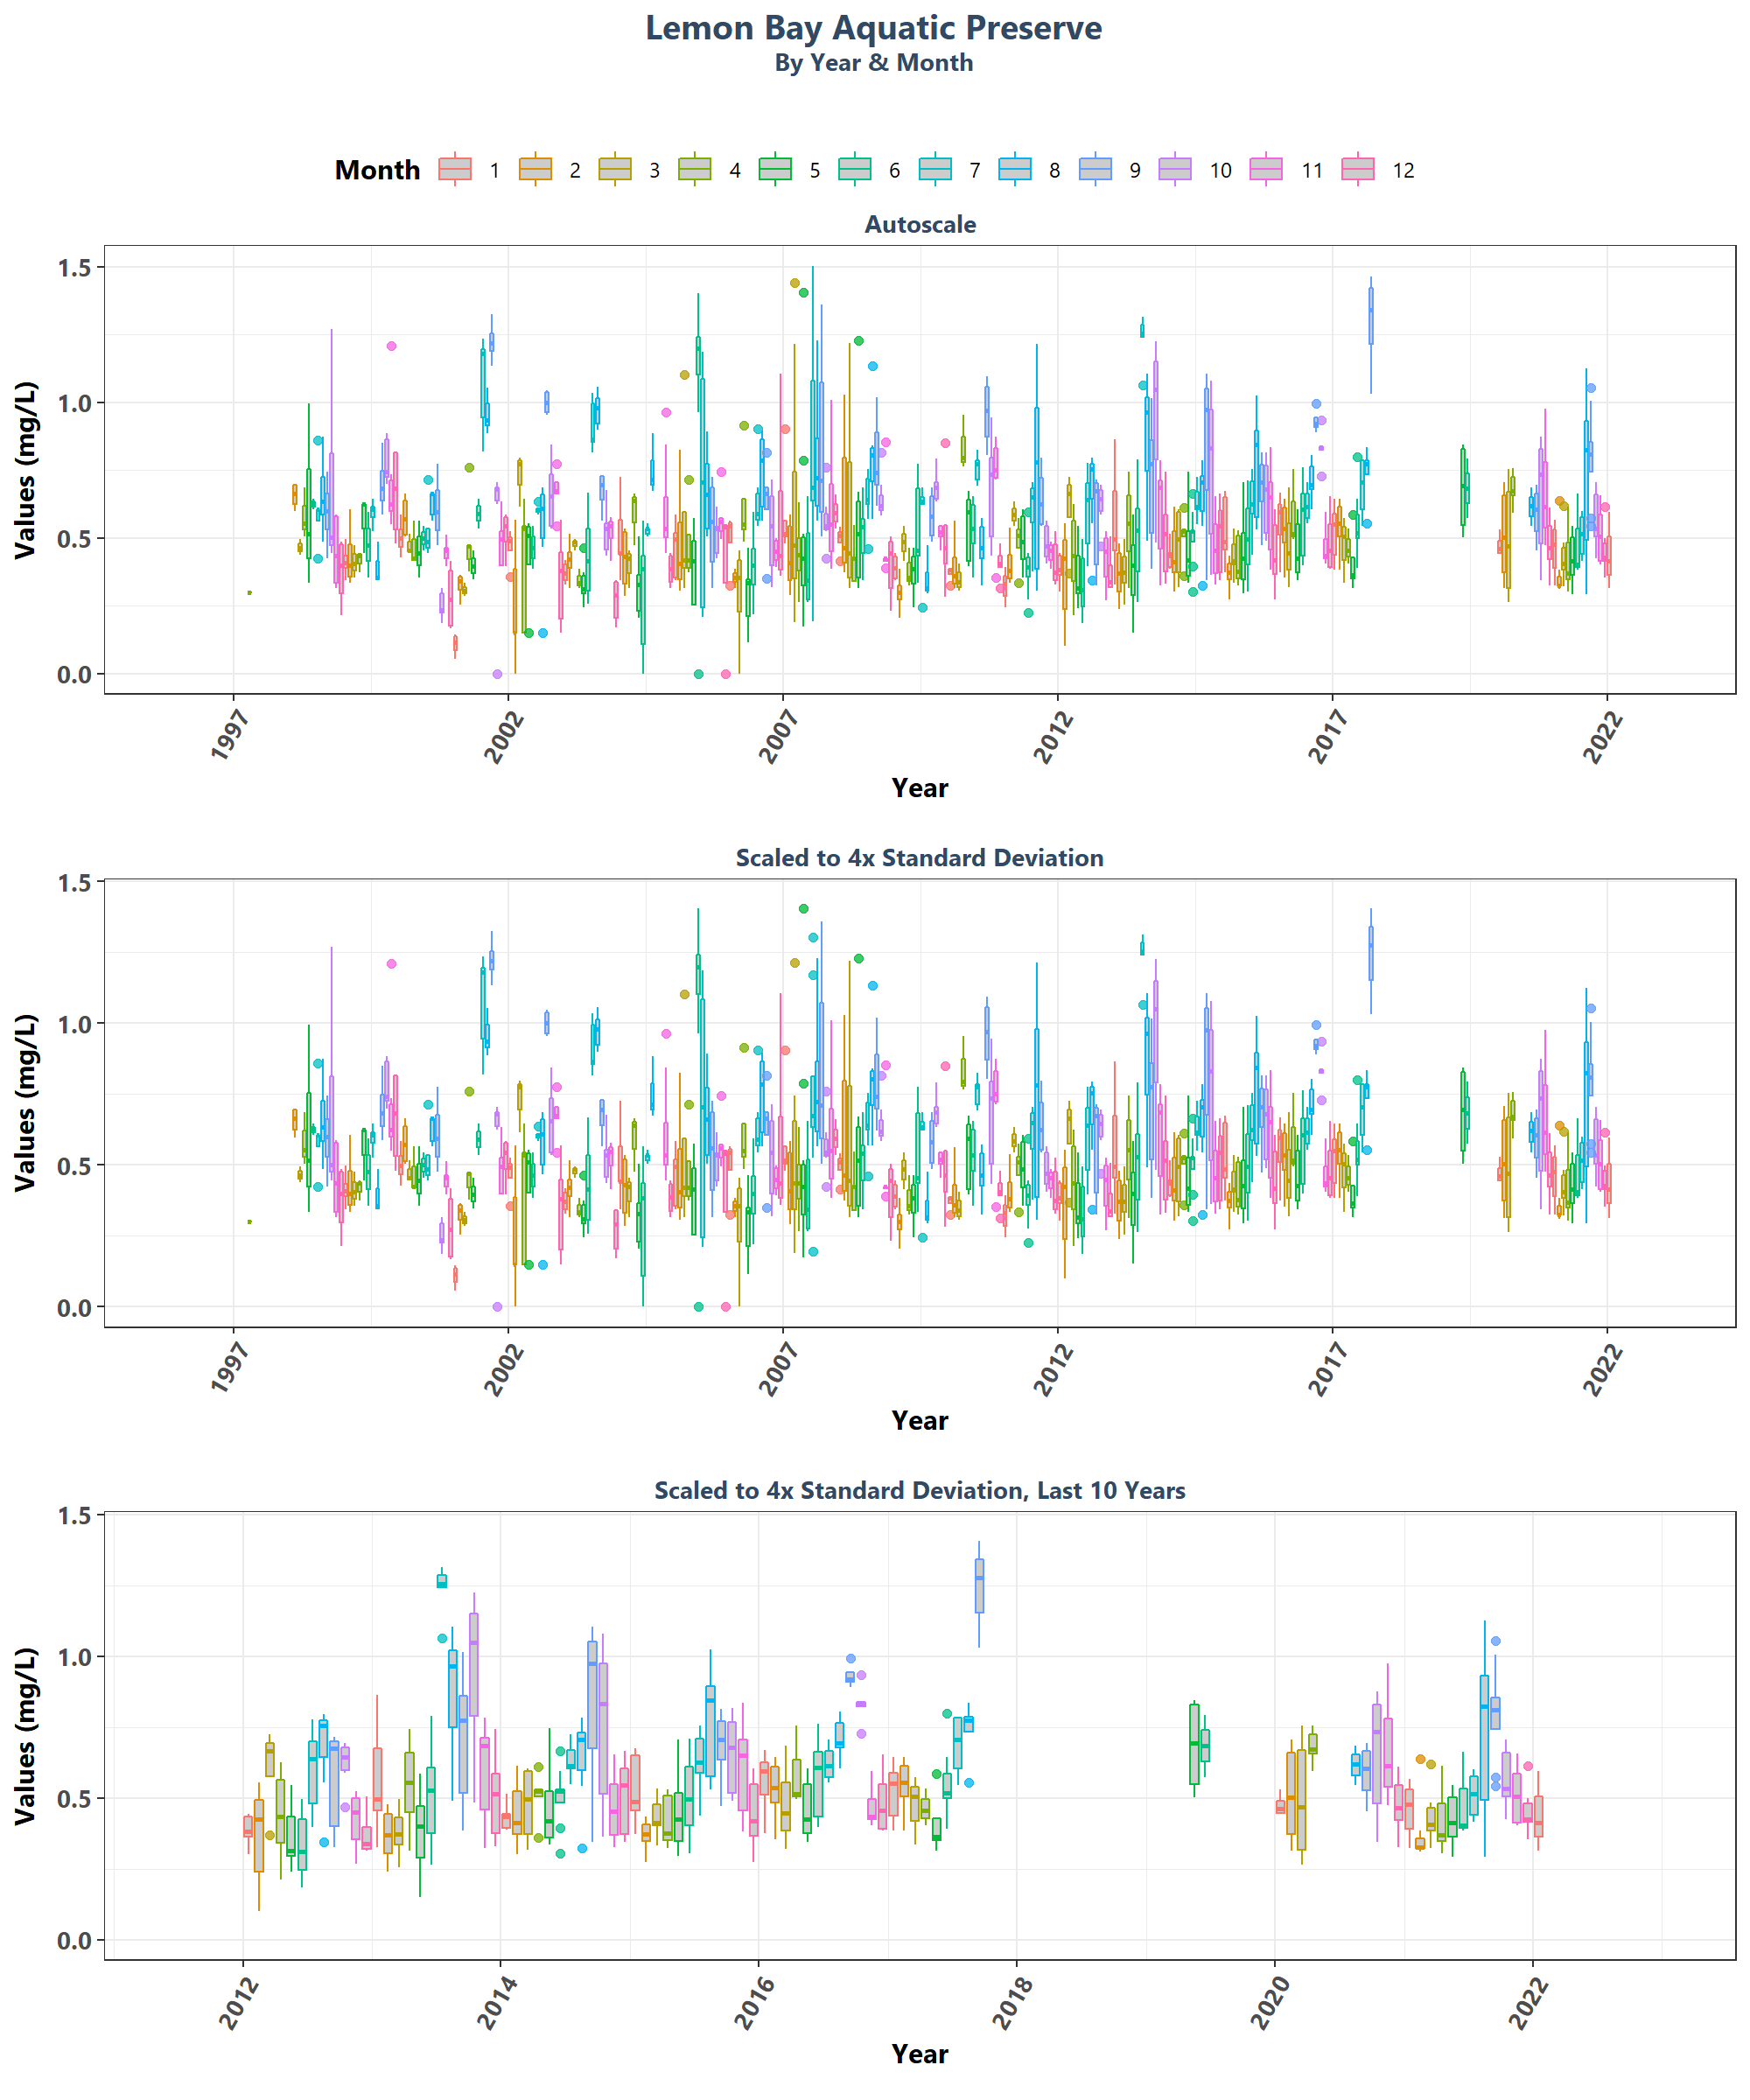 Lemon Bay Aquatic Preserve
By Year & Month
Month 1 2 3 4 5 6 7 8 9 10 11 12
Autoscale
Values (mg/L)
1.5
1.0
0.5
0.0
1997 2002 2007 2012 2017 2022
Year
Scaled to 4x Standard Deviation
Values (mg/L)
1.5
1.0
0.5
0.0
1997 2002 2007 2012 2017 2022
Year
Scaled to 4x Standard Deviation, Last 10 Years
Values (mg/L)
1.5
1.0
0.5
0.0
2012 2014 2016 2018 2020 2022
Year